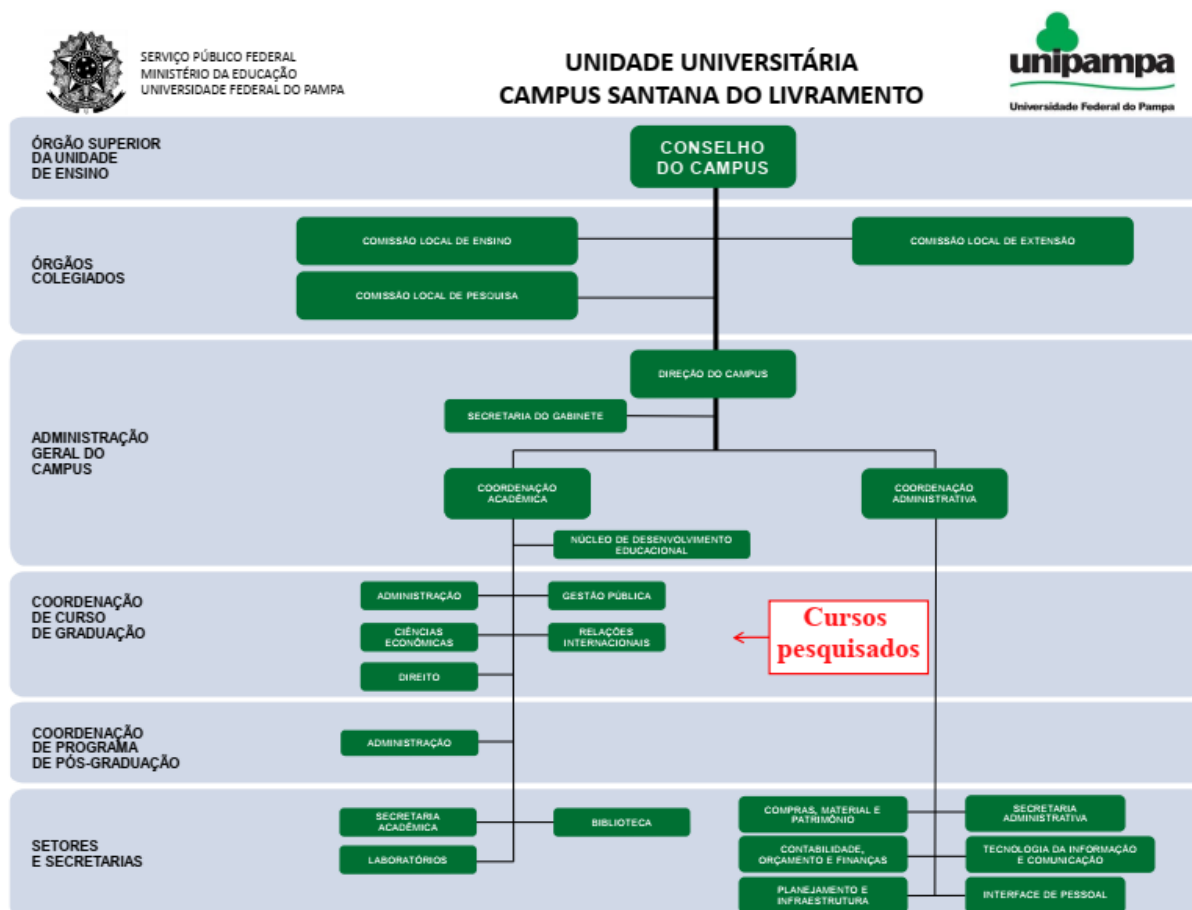 SERVIÇO PÚBLICO FEDERAL
MINISTÉRIO DA EDUCAÇÃO
UNIVERSIDADE FEDERAL DO PAMPA
UNIDADE UNIVERSITÁRIA
CAMPUS SANTANA DO LIVRAMENTO
unipampa
Universidade Federal do Pampa
ÓRGÃO SUPERIOR
DA UNIDADE
DE ENSINO
CONSELHO
DO CAMPUS
ÓRGÃOS
COLEGIADOS
COMISSÃO LOCAL DE ENSINO
COMISSÃO LOCAL DE EXTENSÃO
COMISSÃO LOCAL DE PESQUISA
ADMINISTRAÇÃO
GERAL DO
CAMPUS
DIREÇÃO DO CAMPUS
SECRETARIA DO GABINETE
COORDENAÇÃO
ACADÊMICA
COORDENAÇÃO
ADMINISTRATIVA
NÚCLEO DE DESENVOLVIMENTO
EDUCACIONAL
COORDENAÇÃO
DE CURSO
DE GRADUAÇÃO
ADMINISTRAÇÃO
GESTÃO PÚBLICA
CIÊNCIAS
ECONÔMICAS
RELAÇÕES
INTERNACIONAIS
DIREITO
Cursos
pesquisados
COORDENAÇÃO
DE PROGRAMA
DE PÓS-GRADUAÇÃO
ADMINISTRAÇÃO
SETORES
E SECRETARIAS
SECRETARIA
ACADÊMICA
BIBLIOTECA
LABORATÓRIOS
COMPRAS, MATERIAL E
PATRIMÔNIO
SECRETARIA
ADMINISTRATIVA
CONTABILIDADE,
ORÇAMENTO E FINANÇAS
TECNOLOGIA DA INFORMAÇÃO
E COMUNICAÇÃO
PLANEJAMENTO E
INFRAESTRUTURA
INTERFACE DE PESSOAL